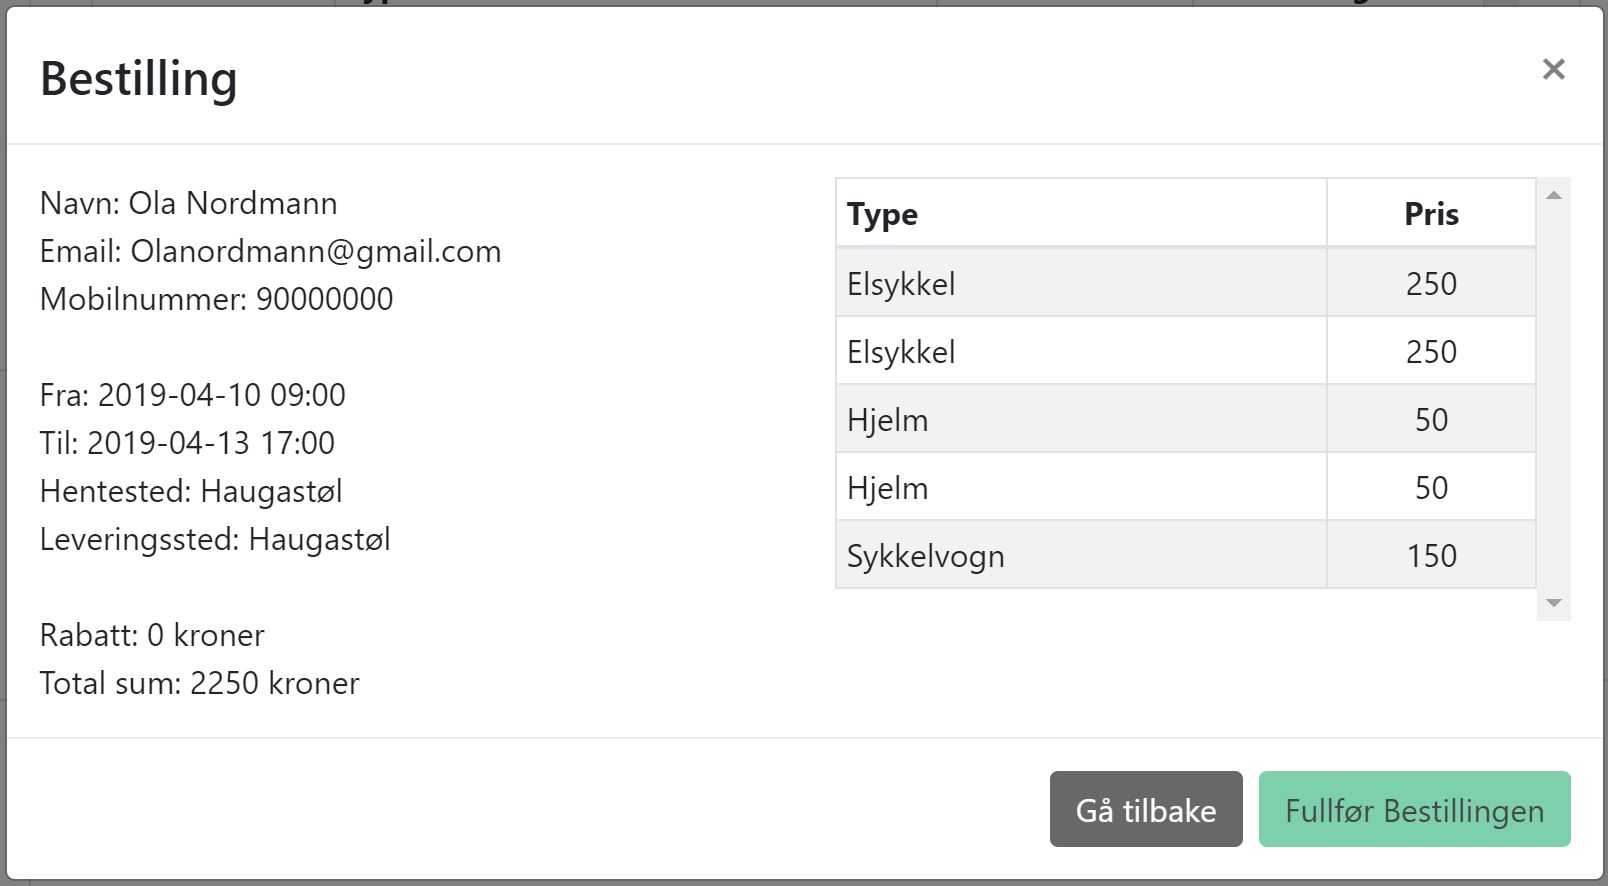 Bestilling
×
Navn: Ola Nordmann
Email: Olanordmann@gmail.com
Mobilnummer: 90000000
Fra: 2019-04-10 09:00
Til: 2019-04-13 17:00
Hentested: Haugastøl
Leveringssted: Haugastøl
Rabatt: 0 kroner
Total sum: 2250 kroner
Type Pris
Elsykkel 250
Elsykkel 250
Hjelm 50
Hjelm 50
Sykkelvogn 150
Gå tilbake
Fullfør Bestillingen